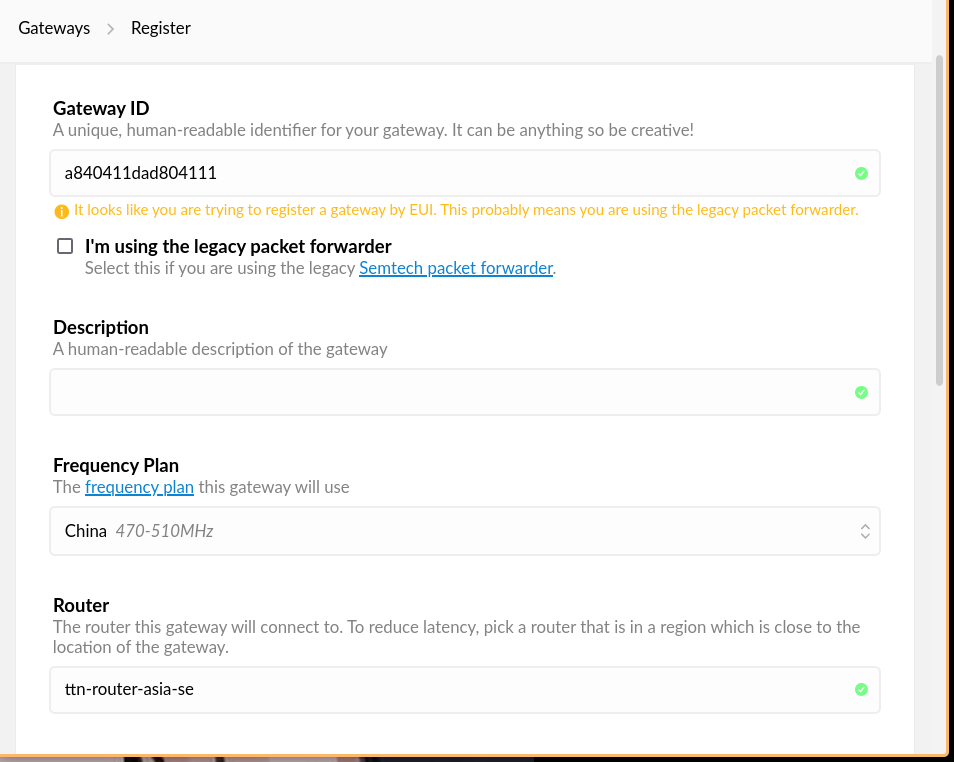 Gateways > Register
Gateway ID
A unique, human-readable identifier for your gateway. It can be anything so be creative!
a840411dad804111
It looks like you are trying to register a gateway by EUI. This probably means you are using the legacy packet forwarder.
I'm using the legacy packet forwarder
Select this if you are using the legacy Semtech packet forwarder.
Description
A human-readable description of the gateway
Frequency Plan
The frequency plan this gateway will use
China 470-510MHz
Router
The router this gateway will connect to. To reduce latency, pick a router that is in a region which is close to the
location of the gateway.
ttn-router-asia-se